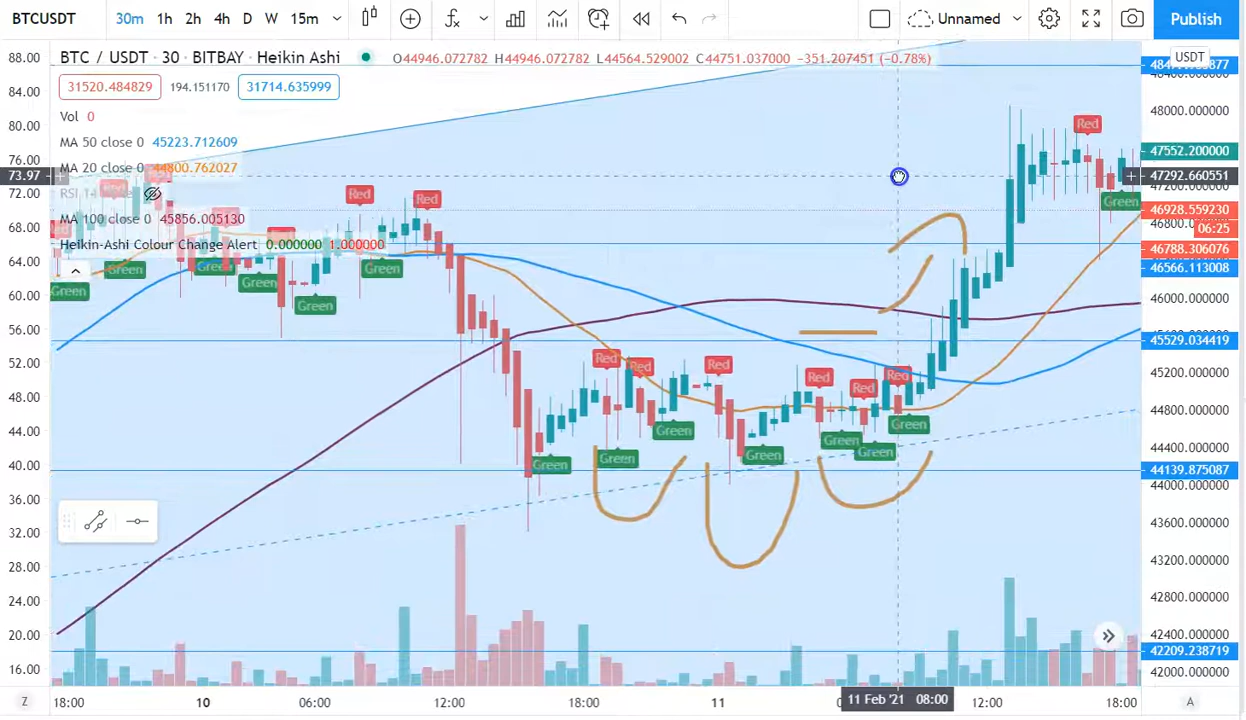 BTCUSDT 30m 1h 2h 4h D W 15m Unnamed Publish
BTC / USDT · 30 · BITBAY · Heikin Ashi O44946.072782 H44946.072782 L44564.529002 C44751.037000 −351.207451 (−0.78%)
31520.484829 194.151170 31714.635999
Vol 0
MA 50 close 0 45223.712609
MA 20 close 0 44800.762027
MA 100 close 0 45856.005130
Heikin-Ashi Colour Change Alert 0.000000 1.000000
88.00
84.00
80.00
76.00
73.97
72.00
68.00
64.00
60.00
56.00
52.00
48.00
44.00
40.00
36.00
32.00
28.00
24.00
20.00
16.00
Red
Red
Red
Red
Red
Red
Red
Red
Red
Red
Green
Green
Green
Green
Green
Green
Green
Green
Green
Green
Green
Green
Green
Green
USDT
48000.000000
47552.200000
47292.660551
46928.559230
06:25
46788.306076
46566.113008
46000.000000
45529.034419
45200.000000
44800.000000
44400.000000
44139.875087
44000.000000
43600.000000
43200.000000
42800.000000
42400.000000
42209.238719
42000.000000
Z 18:00 10 06:00 12:00 18:00 11 11 Feb '21 08:00 12:00 18:00 A